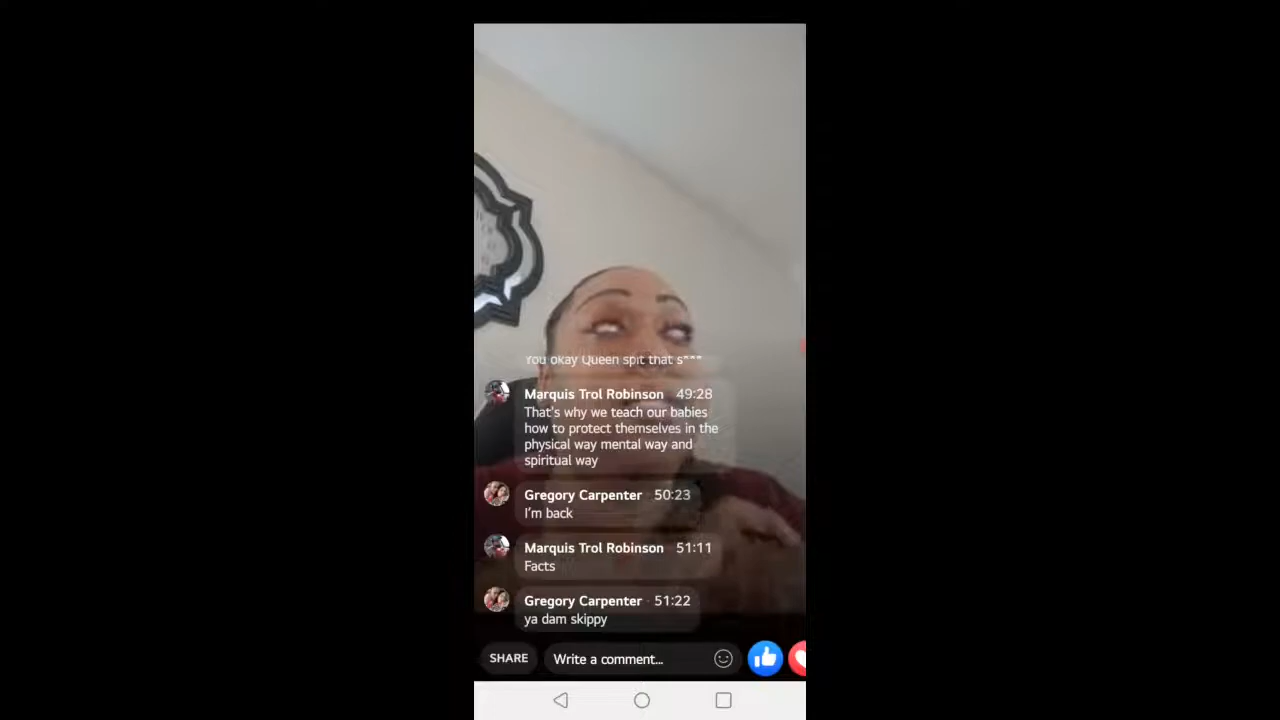 You okay Queen spit that s***
Marquis Trol Robinson 49:28
That's why we teach our babies
how to protect themselves in the
physical way mental way and
spiritual way
Gregory Carpenter · 50:23
I'm back
Marquis Trol Robinson 51:11
Facts
Gregory Carpenter · 51:22
ya dam skippy
SHARE
Write a comment...